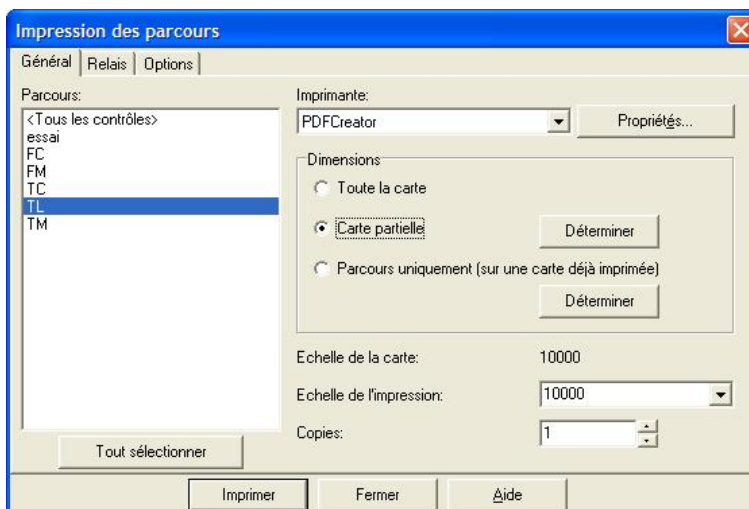 Impression des parcours
Général Relais Options
Parcours:
<Tous les contrôles>
essai
FC
FM
TC
TL
TM
Tout sélectionner
Imprimante:
PDFCreator Propriétés...
Dimensions
Toute la carte
Carte partielle Déterminer
Parcours uniquement (sur une carte déjà imprimée)
Déterminer
Echelle de la carte: 10000
Echelle de l'impression: 10000
Copies: 1
Imprimer Fermer Aide